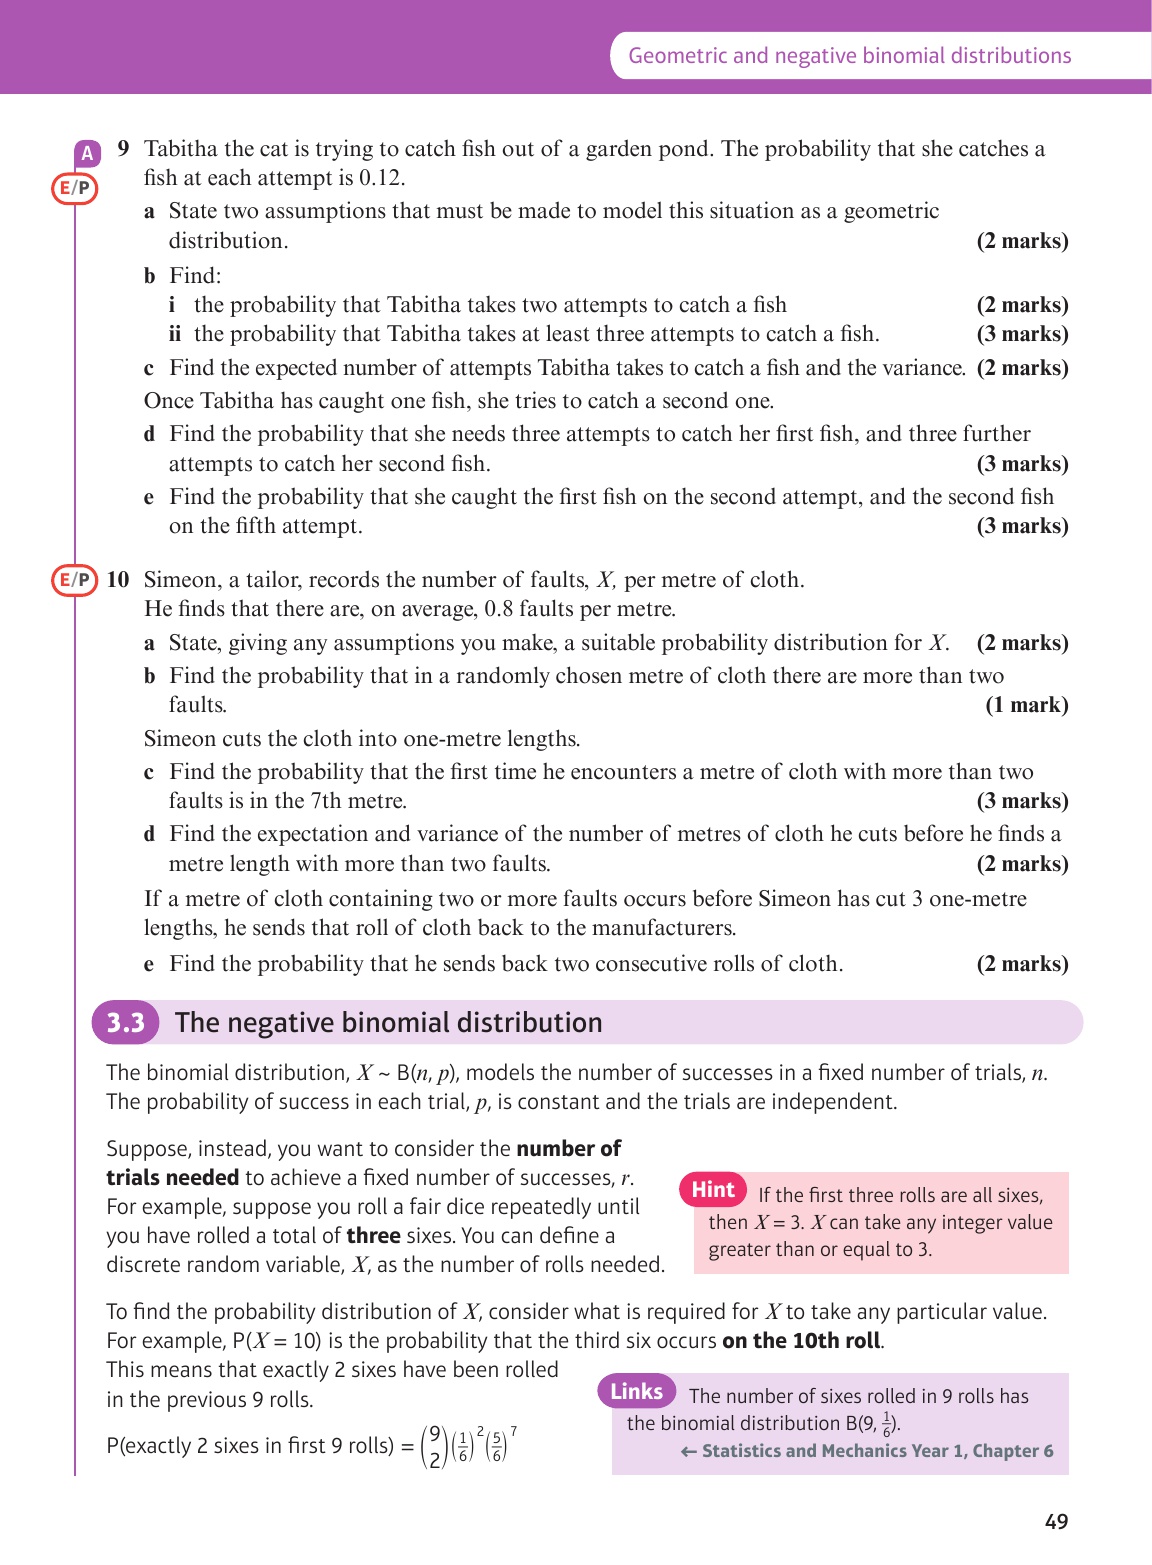 Geometric and negative binomial distributions
A
E/P
9 Tabitha the cat is trying to catch fish out of a garden pond. The probability that she catches a
fish at each attempt is 0.12.
a State two assumptions that must be made to model this situation as a geometric
distribution. (2 marks)
b Find:
i the probability that Tabitha takes two attempts to catch a fish (2 marks)
ii the probability that Tabitha takes at least three attempts to catch a fish. (3 marks)
c Find the expected number of attempts Tabitha takes to catch a fish and the variance. (2 marks)
Once Tabitha has caught one fish, she tries to catch a second one.
d Find the probability that she needs three attempts to catch her first fish, and three further
attempts to catch her second fish. (3 marks)
e Find the probability that she caught the first fish on the second attempt, and the second fish
on the fifth attempt. (3 marks)
E/P 10 Simeon, a tailor, records the number of faults, X, per metre of cloth.
He finds that there are, on average, 0.8 faults per metre.
a State, giving any assumptions you make, a suitable probability distribution for X. (2 marks)
b Find the probability that in a randomly chosen metre of cloth there are more than two
faults. (1 mark)
Simeon cuts the cloth into one-metre lengths.
c Find the probability that the first time he encounters a metre of cloth with more than two
faults is in the 7th metre. (3 marks)
d Find the expectation and variance of the number of metres of cloth he cuts before he finds a
metre length with more than two faults. (2 marks)
If a metre of cloth containing two or more faults occurs before Simeon has cut 3 one-metre
lengths, he sends that roll of cloth back to the manufacturers.
e Find the probability that he sends back two consecutive rolls of cloth. (2 marks)
3.3 The negative binomial distribution
The binomial distribution, X ~ B(n, p), models the number of successes in a fixed number of trials, n.
The probability of success in each trial, p, is constant and the trials are independent.
Suppose, instead, you want to consider the number of
trials needed to achieve a fixed number of successes, r.
For example, suppose you roll a fair dice repeatedly until
you have rolled a total of three sixes. You can define a
discrete random variable, X, as the number of rolls needed.
Hint If the first three rolls are all sixes,
then X = 3. X can take any integer value
greater than or equal to 3.
To find the probability distribution of X, consider what is required for X to take any particular value.
For example, P(X = 10) is the probability that the third six occurs on the 10th roll.
This means that exactly 2 sixes have been rolled
in the previous 9 rolls.
P(exactly 2 sixes in first 9 rolls) = (9 2)(1/6)²(5/6)⁷
Links The number of sixes rolled in 9 rolls has
the binomial distribution B(9, 1/6).
← Statistics and Mechanics Year 1, Chapter 6
49